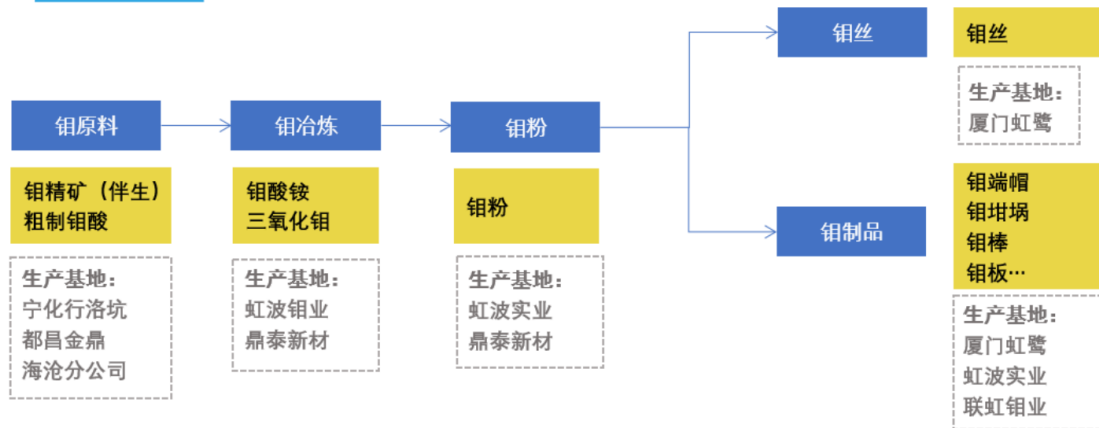 钼原料
钼精矿（伴生）
粗制钼酸
生产基地：
宁化行洛坑
都昌金鼎
海沧分公司
钼冶炼
钼酸铵
三氧化钼
生产基地：
虹波钼业
鼎泰新材
钼粉
钼粉
生产基地：
虹波实业
鼎泰新材
钼丝
钼丝
生产基地：
厦门虹鹭
钼制品
钼端帽
钼坩埚
钼棒
钼板…
生产基地：
厦门虹鹭
虹波实业
联虹钼业